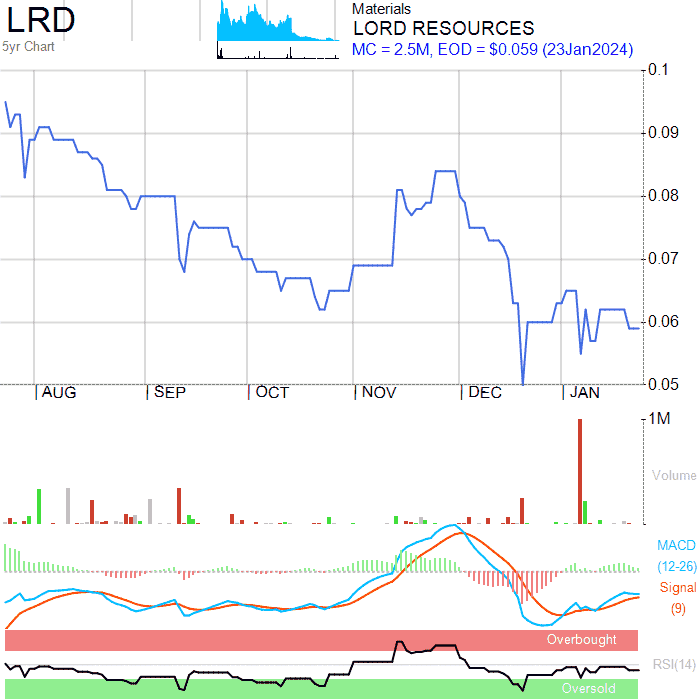 LRD
5yr Chart
Materials
LORD RESOURCES
MC = 2.5M, EOD = $0.059 (23Jan2024)
0.1
0.09
0.08
0.07
0.06
0.05
AUG SEP OCT NOV DEC JAN
1M
Volume
MACD
(12-26)
Signal
(9)
Overbought
RSI(14)
Oversold